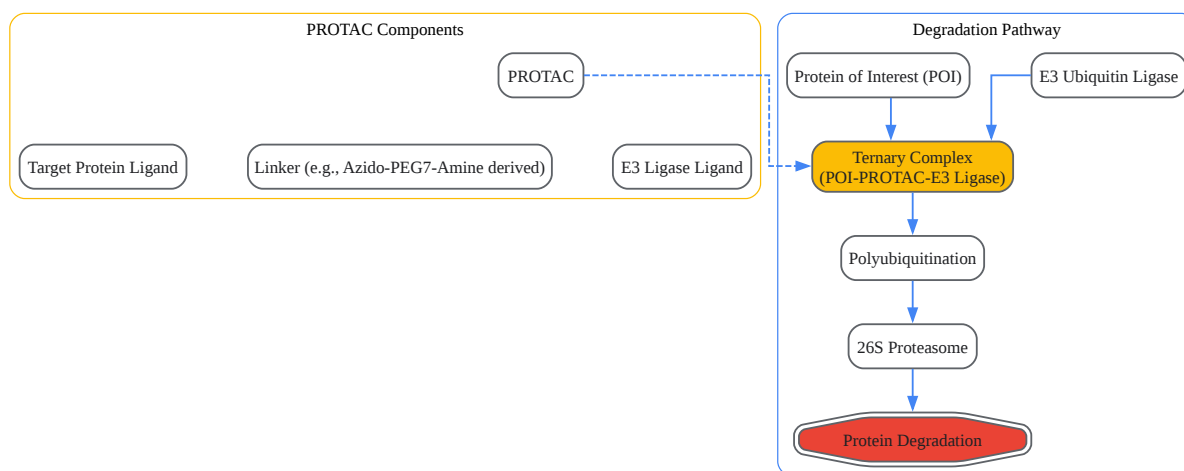 PROTAC Components
PROTAC
Target Protein Ligand
Linker (e.g., Azido-PEG7-Amine derived)
E3 Ligase Ligand
Degradation Pathway
Protein of Interest (POI)
E3 Ubiquitin Ligase
Ternary Complex
(POI-PROTAC-E3 Ligase)
Polyubiquitination
26S Proteasome
Protein Degradation